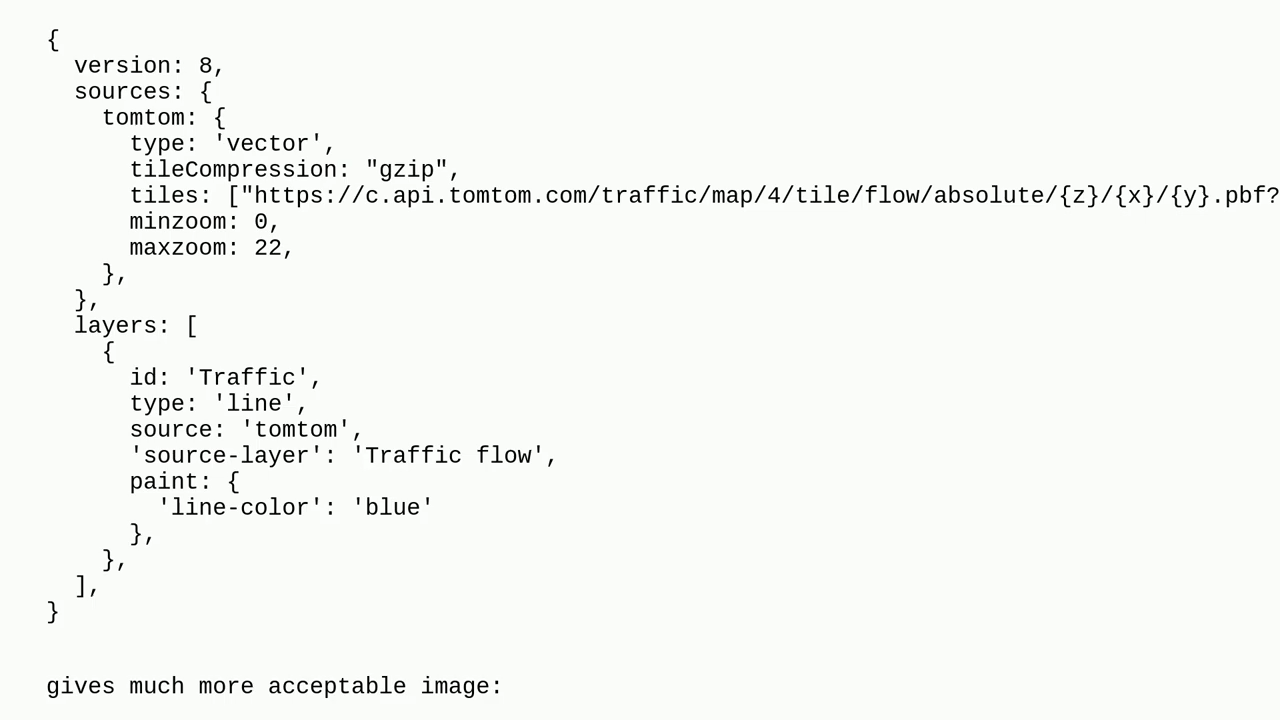 {
  version: 8,
  sources: {
    tomtom: {
      type: 'vector',
      tileCompression: "gzip",
      tiles: ["https://c.api.tomtom.com/traffic/map/4/tile/flow/absolute/{z}/{x}/{y}.pbf?
      minzoom: 0,
      maxzoom: 22,
    },
  },
  layers: [
    {
      id: 'Traffic',
      type: 'line',
      source: 'tomtom',
      'source-layer': 'Traffic flow',
      paint: {
        'line-color': 'blue'
      },
    },
  ],
}
gives much more acceptable image: